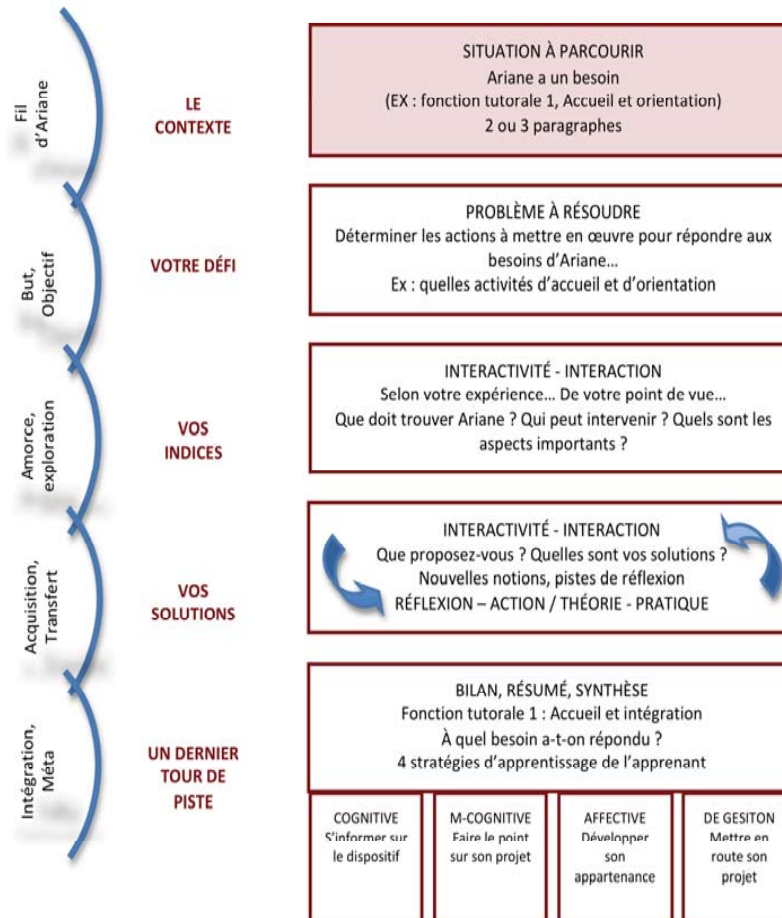 Fil
d'Ariane
LE
CONTEXTE
SITUATION À PARCOURIR
Ariane a un besoin
(EX : fonction tutorale 1, Accueil et orientation)
2 ou 3 paragraphes
But,
Objectif
VOTRE DÉFI
PROBLÈME À RÉSOUDRE
Déterminer les actions à mettre en œuvre pour répondre aux
besoins d'Ariane…
Ex : quelles activités d'accueil et d'orientation
Amorce,
exploration
VOS
INDICES
INTERACTIVITÉ - INTERACTION
Selon votre expérience… De votre point de vue…
Que doit trouver Ariane ? Qui peut intervenir ? Quels sont les
aspects importants ?
Acquisition,
Transfert
VOS
SOLUTIONS
INTERACTIVITÉ - INTERACTION
Que proposez-vous ? Quelles sont vos solutions ?
Nouvelles notions, pistes de réflexion
RÉFLEXION – ACTION / THÉORIE - PRATIQUE
Intégration,
Méta
UN DERNIER
TOUR DE
PISTE
BILAN, RÉSUMÉ, SYNTHÈSE
Fonction tutorale 1 : Accueil et intégration
À quel besoin a-t-on répondu ?
4 stratégies d'apprentissage de l'apprenant
COGNITIVE
S'informer sur
le dispositif
M-COGNITIVE
Faire le point
sur son projet
AFFECTIVE
Développer
son
appartenance
DE GESITON
Mettre en
route son
projet